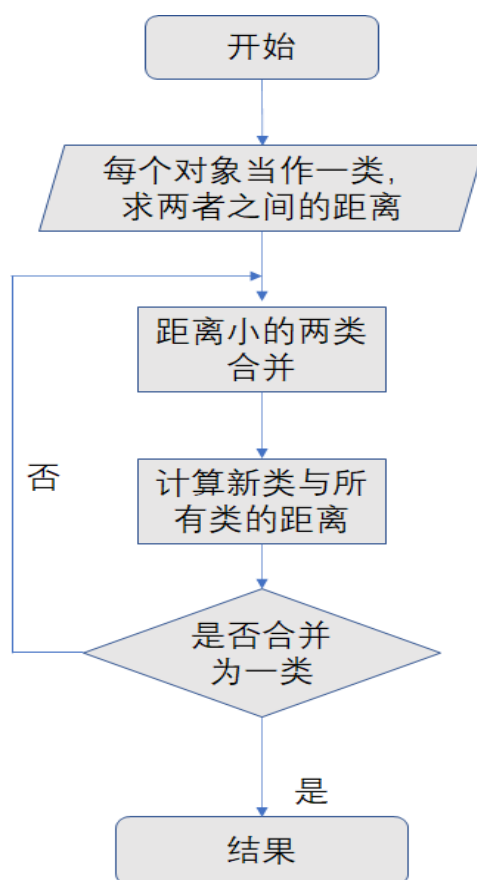 开始
每个对象当作一类,
求两者之间的距离
距离小的两类
合并
否
计算新类与所
有类的距离
是否合并
为一类
是
结果